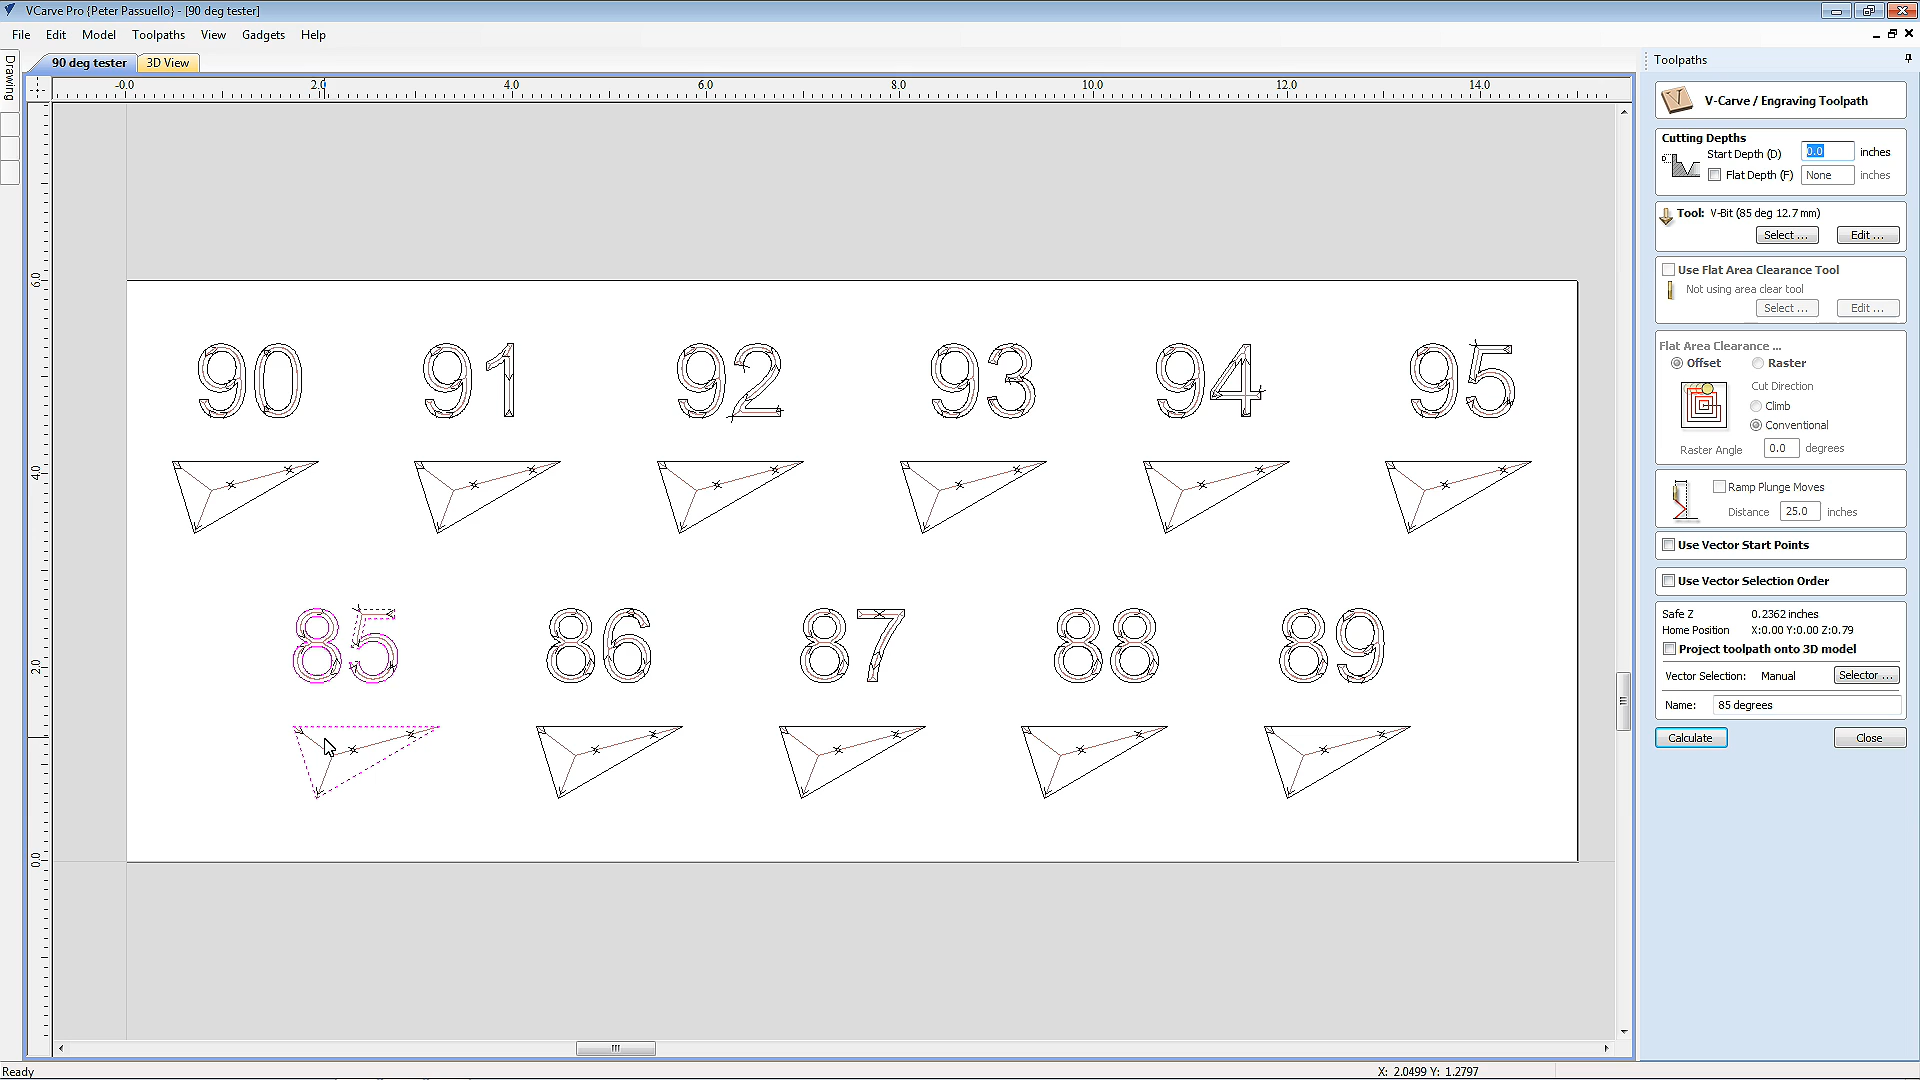 VCarve Pro {Peter Passuello} - [90 deg tester]
File Edit Model Toolpaths View Gadgets Help
Drawing
90 deg tester 3D View
-0.0 2.0 4.0 6.0 8.0 10.0 12.0 14.0
6.0
4.0
2.0
0.0
90 91 92 93 94 95
85 86 87 88 89
Toolpaths
V-Carve / Engraving Toolpath
Cutting Depths
Start Depth (D) 0.0 inches
Flat Depth (F) None inches
Tool: V-Bit (85 deg 12.7 mm)
Select ... Edit ...
Use Flat Area Clearance Tool
Not using area clear tool
Select ... Edit ...
Flat Area Clearance ...
Offset Raster
Cut Direction
Climb
Conventional
Raster Angle 0.0 degrees
Ramp Plunge Moves
Distance 25.0 inches
Use Vector Start Points
Use Vector Selection Order
Safe Z 0.2362 inches
Home Position X:0.00 Y:0.00 Z:0.79
Project toolpath onto 3D model
Vector Selection: Manual Selector ...
Name: 85 degrees
Calculate Close
Ready X: 2.0499 Y: 1.2797